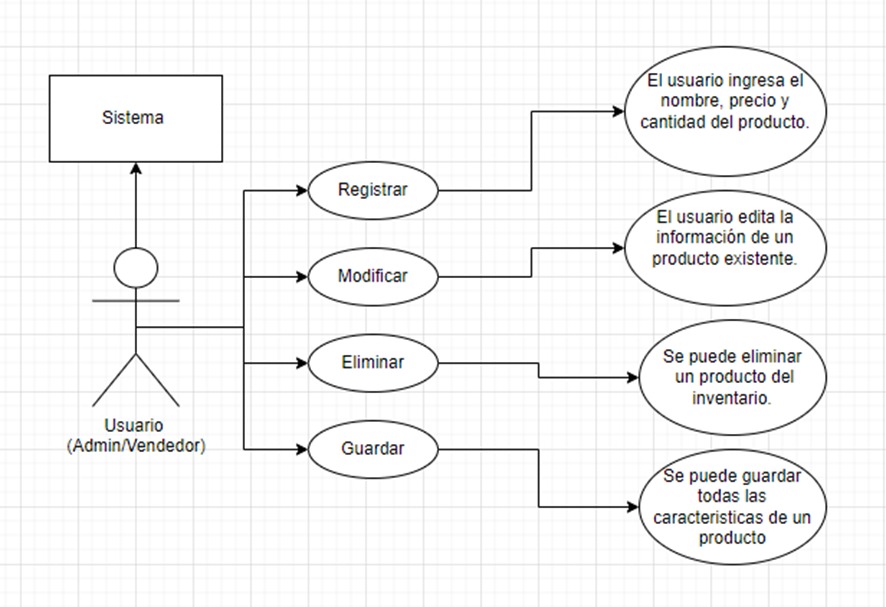 Sistema
Usuario
(Admin/Vendedor)
Registrar
Modificar
Eliminar
Guardar
El usuario ingresa el
nombre, precio y
cantidad del producto.
El usuario edita la
información de un
producto existente.
Se puede eliminar
un producto del
inventario.
Se puede guardar
todas las
caracteristicas de un
producto